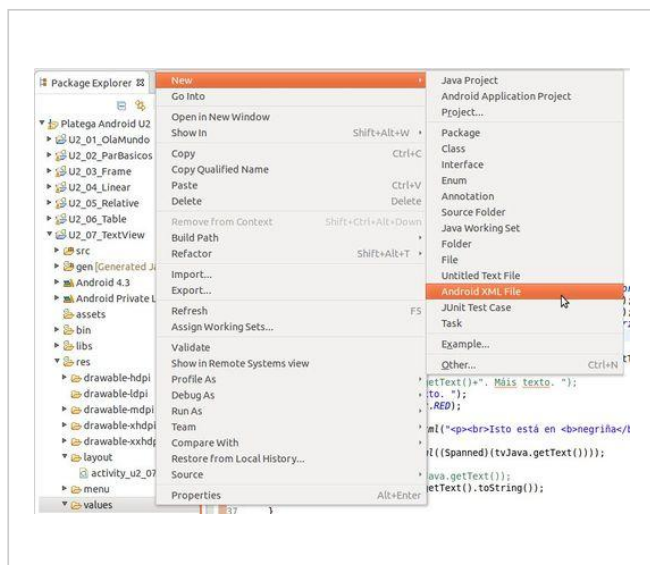 Package Explorer
Platega Android U2
U2_01_OlaMundo
U2_02_ParBasicos
U2_03_Frame
U2_04_Linear
U2_05_Relative
U2_06_Table
U2_07_TextView
src
gen [Generated Ja
Android 4.3
Android Private L
assets
bin
libs
res
drawable-hdpi
drawable-ldpi
drawable-mdpi
drawable-xhdpi
drawable-xxhdp
layout
activity_u2_07
menu
values
New
Go Into
Open in New Window
Show In Shift+Alt+W
Copy Ctrl+C
Copy Qualified Name
Paste Ctrl+V
Delete Delete
Remove from Context Shift+Ctrl+Alt+Down
Build Path
Refactor Shift+Alt+T
Import...
Export...
Refresh F5
Assign Working Sets...
Validate
Show in Remote Systems view
Profile As
Debug As
Run As
Team
Compare With
Restore from Local History...
Source
Properties Alt+Enter
Java Project
Android Application Project
Project...
Package
Class
Interface
Enum
Annotation
Source Folder
Java Working Set
Folder
File
Untitled Text File
Android XML File
JUnit Test Case
Task
Example...
Other... Ctrl+N
etText()+". Máis texto. ");
to. ");
.RED);
ml("<p><br>Isto está en <b>negriña</b
l((Spanned)(tvJava.getText())));
Java.getText());
etText().toString());
37 }